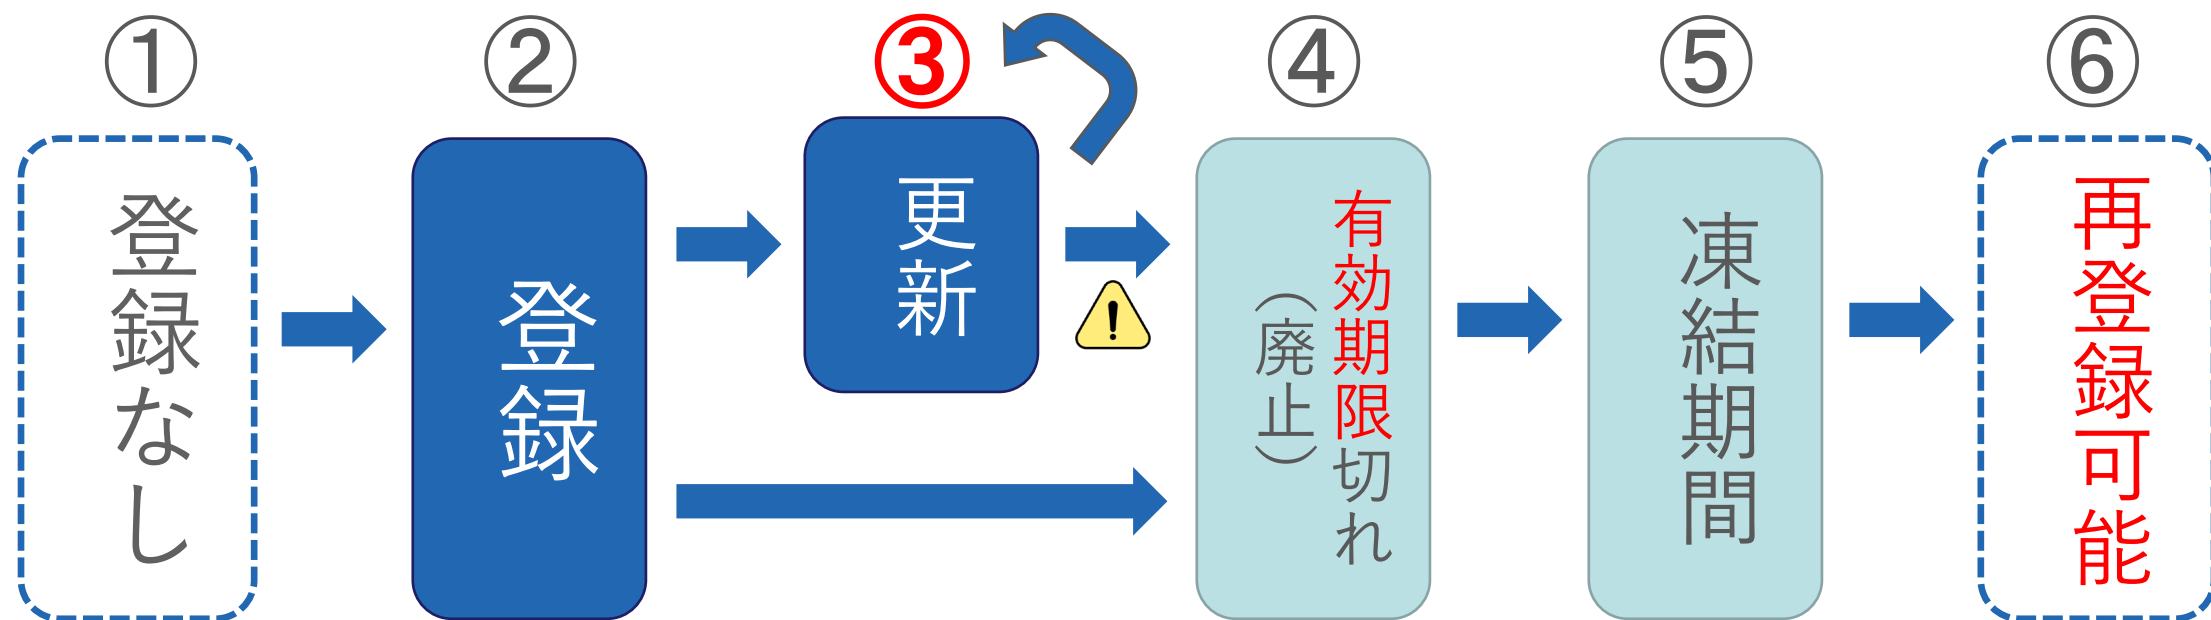 ①
登録なし
②
登録
③
更新
④
有効期限切れ
（廃止）
⑤
凍結期間
⑥
再登録可能